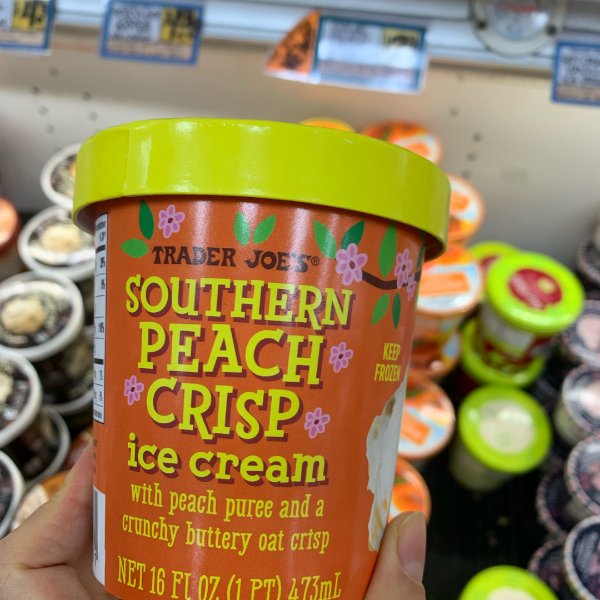 TRADER JOE'S®
SOUTHERN
PEACH
CRISP
ice cream
with peach puree and a
crunchy buttery oat crisp
NET 16 FL OZ (1 PT) 473mL
KEEP
FROZEN